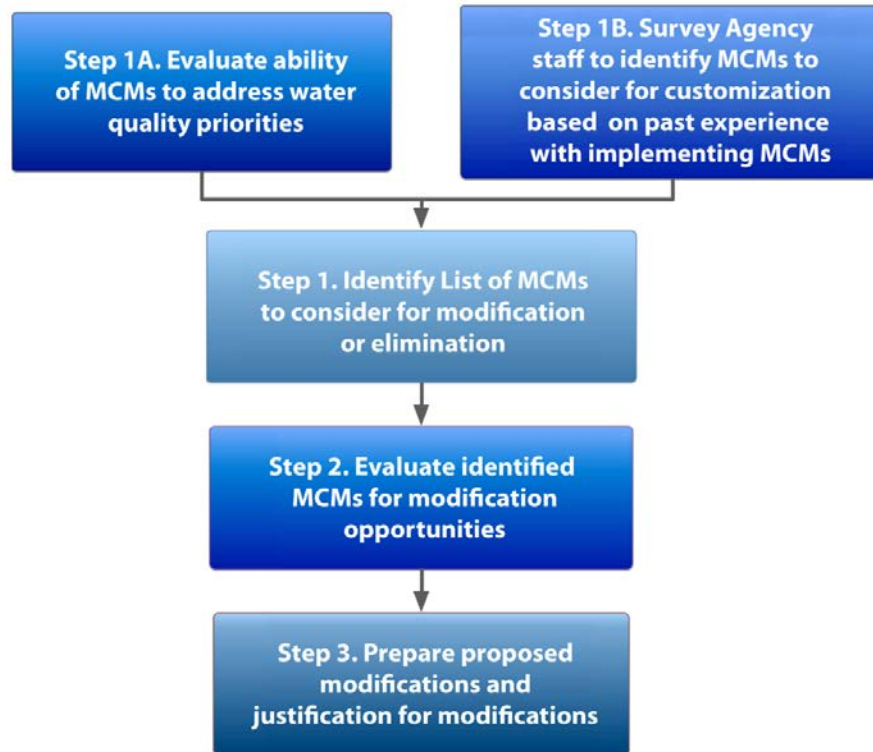 Step 1A. Evaluate ability
of MCMs to address water
quality priorities
Step 1B. Survey Agency
staff to identify MCMs to
consider for customization
based on past experience
with implementing MCMs
Step 1. Identify List of MCMs
to consider for modification
or elimination
Step 2. Evaluate identified
MCMs for modification
opportunities
Step 3. Prepare proposed
modifications and
justification for modifications